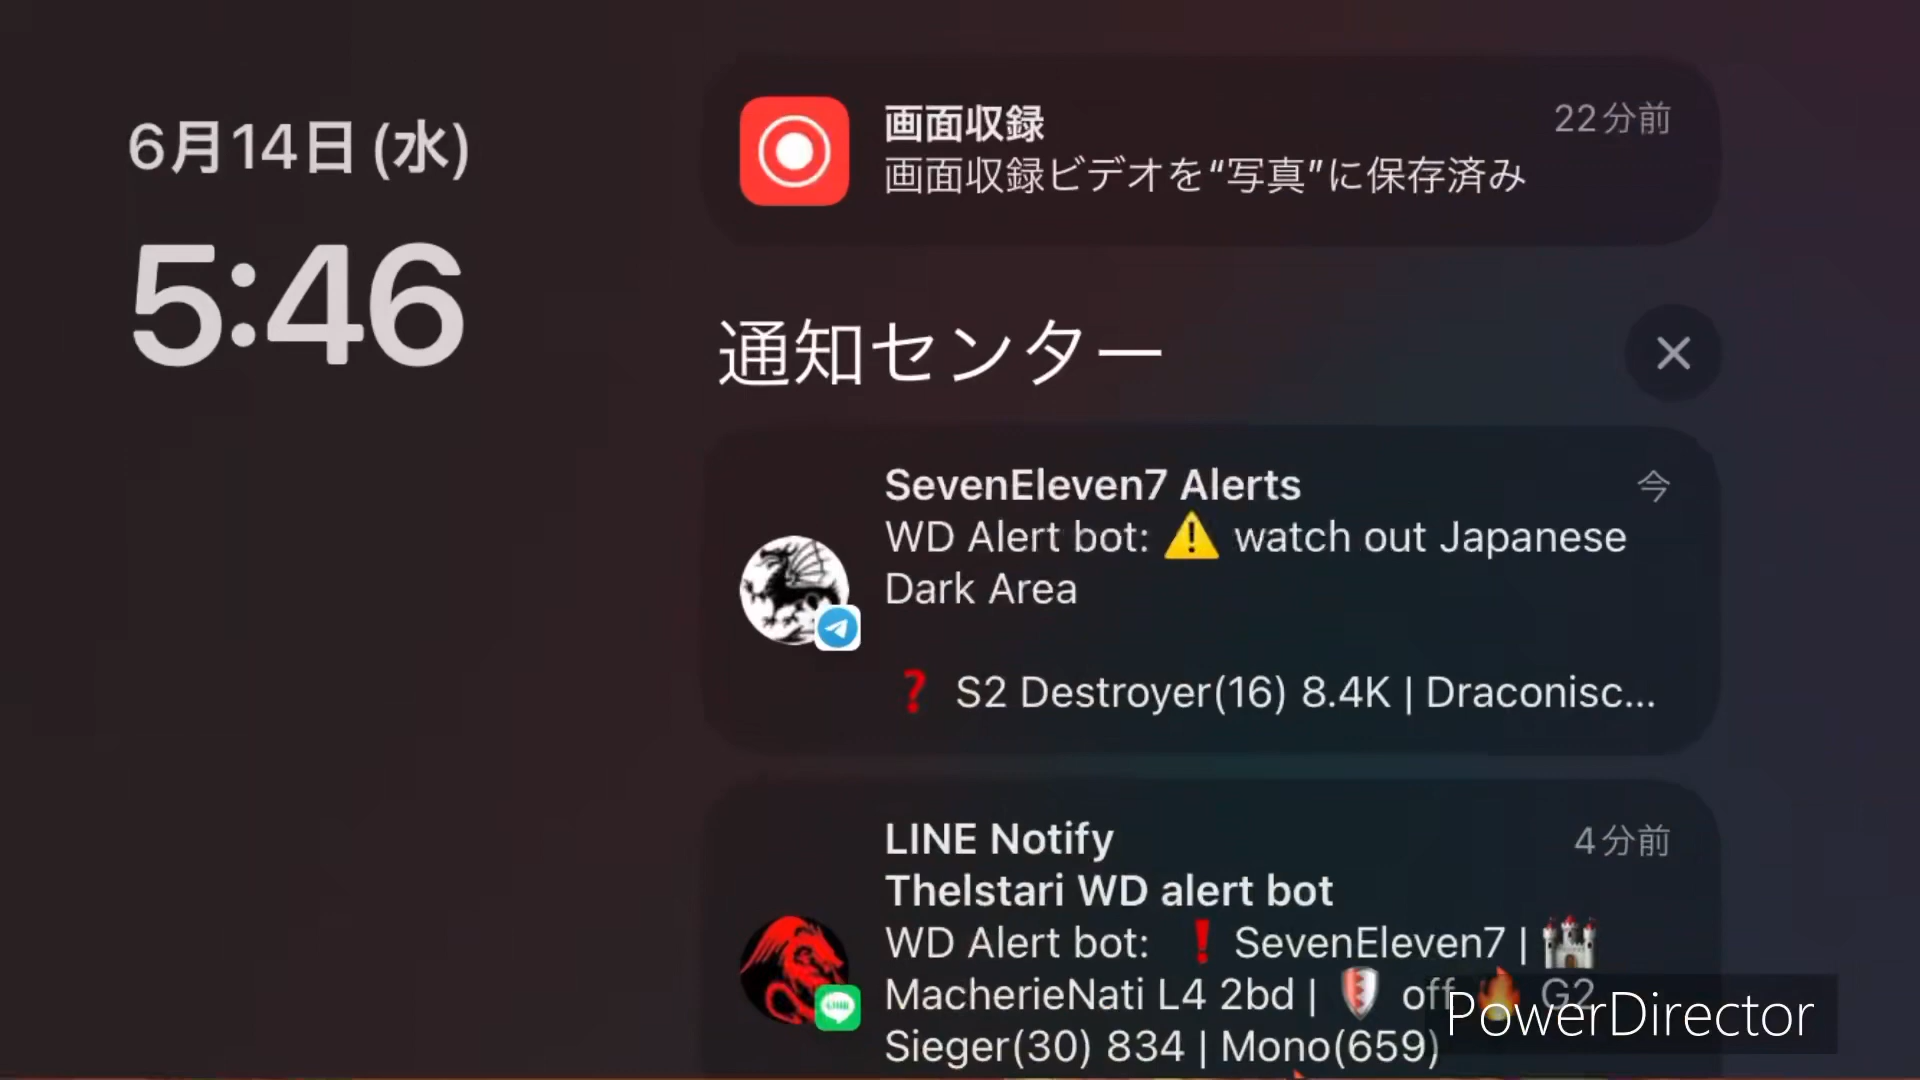 6月14日 (水)
5:46
画面収録
22分前
画面収録ビデオを“写真”に保存済み
通知センター
SevenEleven7 Alerts
今
WD Alert bot: ⚠️ watch out Japanese
Dark Area
❓ S2 Destroyer(16) 8.4K | Draconisc...
LINE Notify
4分前
Thelstari WD alert bot
WD Alert bot: ❗ SevenEleven7 | 🏰
MacherieNati L4 2bd | 🛡 off 🔥 G2
Sieger(30) 834 | Mono(659)
PowerDirector